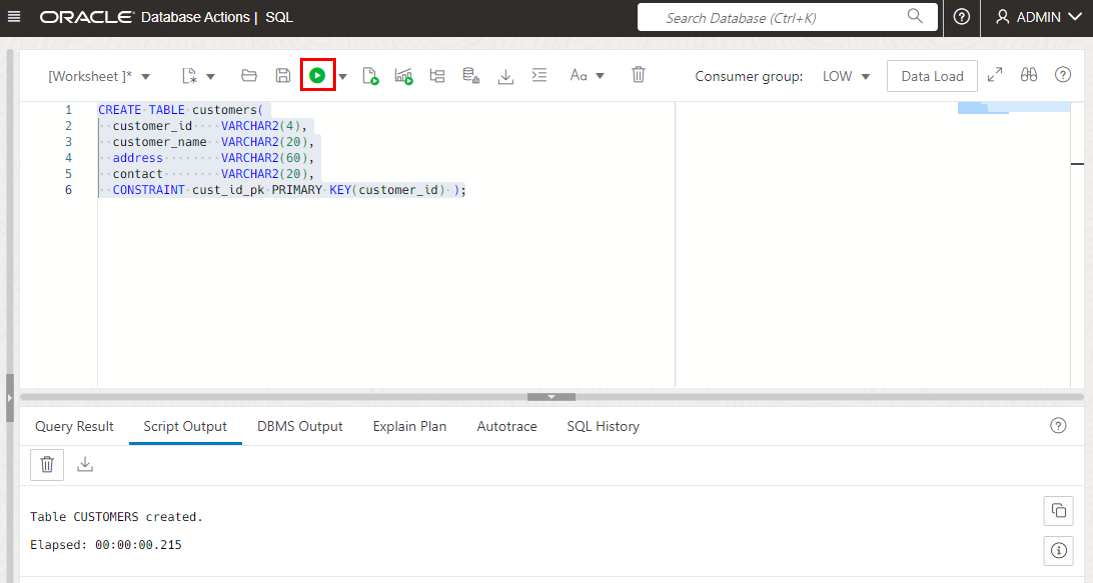 ORACLE Database Actions | SQL
Search Database (Ctrl+K)
ADMIN
[Worksheet ]*
Aa
Consumer group: LOW
Data Load
1 CREATE TABLE customers(
2 customer_id VARCHAR2(4),
3 customer_name VARCHAR2(20),
4 address VARCHAR2(60),
5 contact VARCHAR2(20),
6 CONSTRAINT cust_id_pk PRIMARY KEY(customer_id) );
Query Result Script Output DBMS Output Explain Plan Autotrace SQL History
Table CUSTOMERS created.
Elapsed: 00:00:00.215